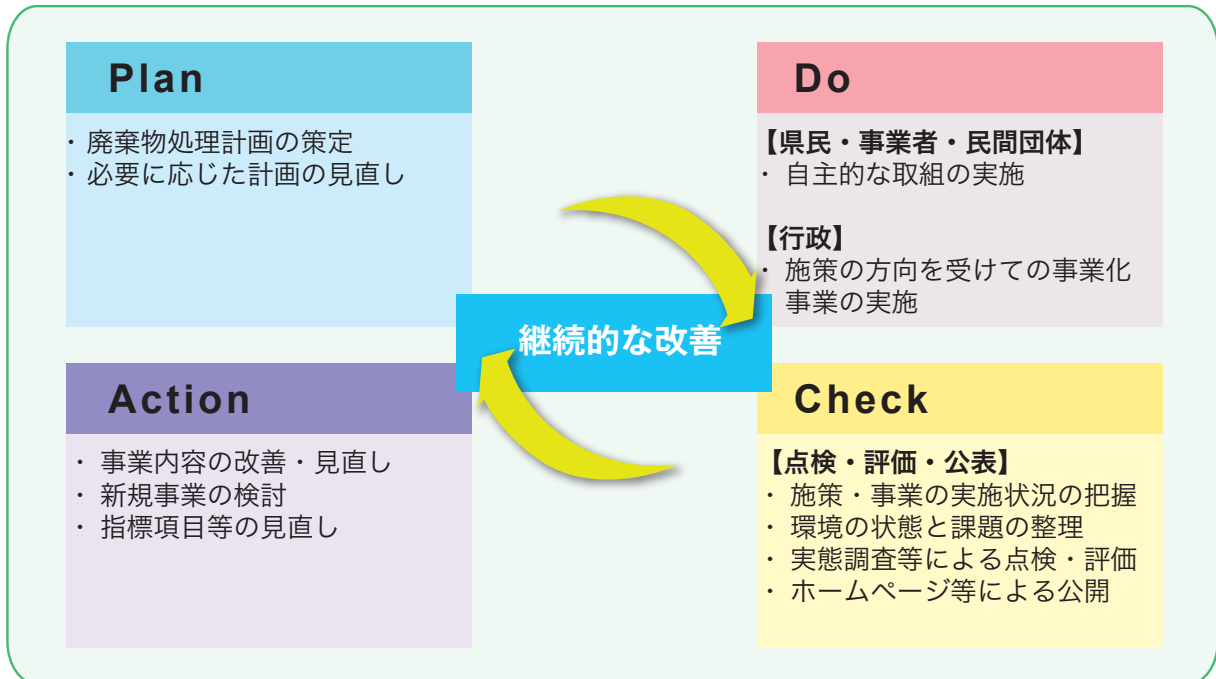 Plan
・廃棄物処理計画の策定
・必要に応じた計画の見直し
Do
【県民・事業者・民間団体】
・自主的な取組の実施
【行政】
・施策の方向を受けての事業化
事業の実施
継続的な改善
Action
・事業内容の改善・見直し
・新規事業の検討
・指標項目等の見直し
Check
【点検・評価・公表】
・施策・事業の実施状況の把握
・環境の状態と課題の整理
・実態調査等による点検・評価
・ホームページ等による公開